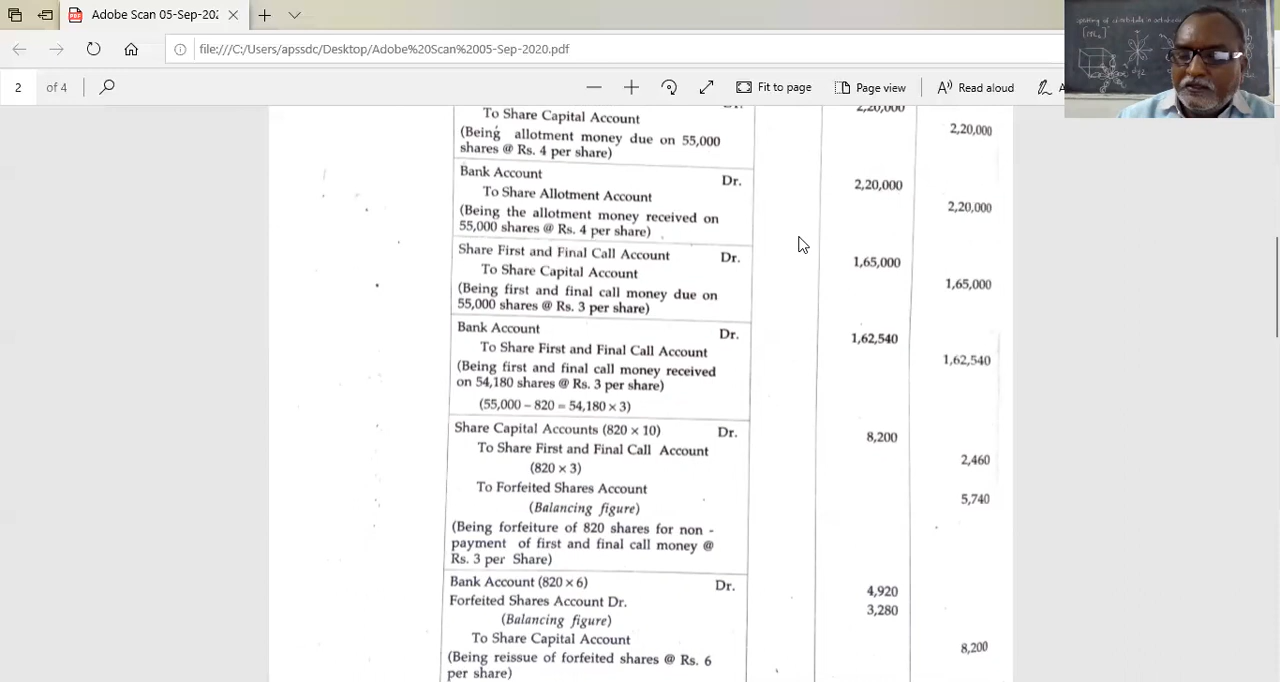 Adobe Scan 05-Sep-202
file:///C:/Users/apssdc/Desktop/Adobe%20Scan%2005-Sep-2020.pdf
2 of 4
Fit to page
Page view
Read aloud
2,20,000
To Share Capital Account
2,20,000
(Being allotment money due on 55,000
shares @ Rs. 4 per share)
Bank Account Dr. 2,20,000
To Share Allotment Account
2,20,000
(Being the allotment money received on
55,000 shares @ Rs. 4 per share)
Share First and Final Call Account Dr. 1,65,000
To Share Capital Account 1,65,000
(Being first and final call money due on
55,000 shares @ Rs. 3 per share)
Bank Account Dr. 1,62,540
To Share First and Final Call Account 1,62,540
(Being first and final call money received
on 54,180 shares @ Rs. 3 per share)
(55,000 – 820 = 54,180 × 3)
Share Capital Accounts (820 × 10) Dr. 8,200
To Share First and Final Call Account 2,460
(820 × 3)
To Forfeited Shares Account 5,740
(Balancing figure)
(Being forfeiture of 820 shares for non -
payment of first and final call money @
Rs. 3 per Share)
Bank Account (820 × 6) Dr. 4,920
Forfeited Shares Account Dr. 3,280
(Balancing figure)
To Share Capital Account 8,200
(Being reissue of forfeited shares @ Rs. 6
per share)